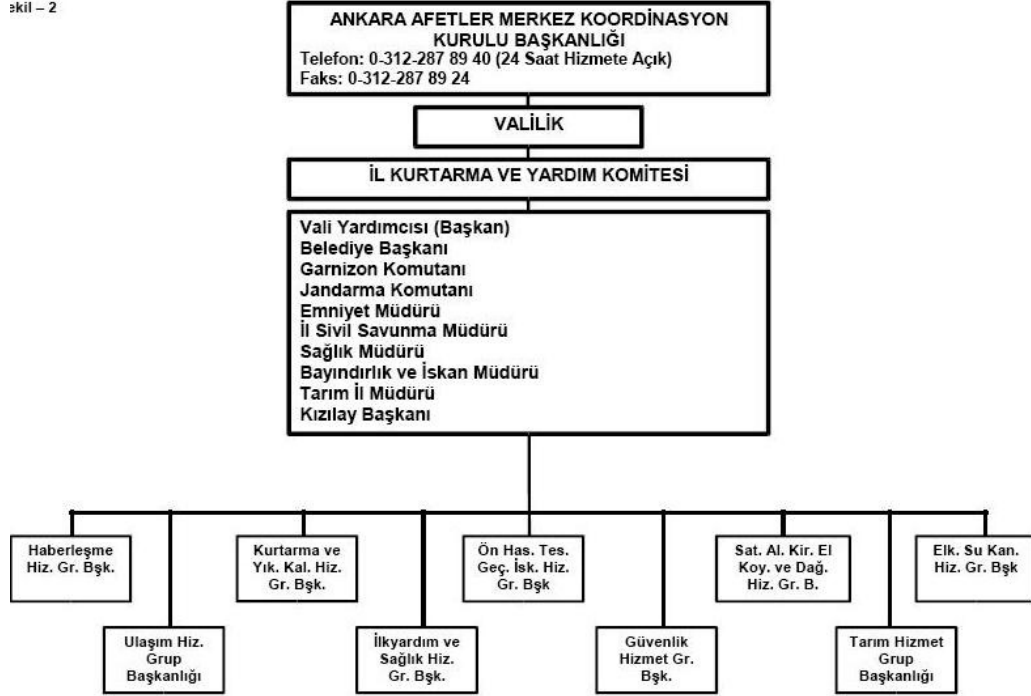 ekil – 2
ANKARA AFETLER MERKEZ KOORDİNASYON
KURULU BAŞKANLIĞI
Telefon: 0-312-287 89 40 (24 Saat Hizmete Açık)
Faks: 0-312-287 89 24
VALİLİK
İL KURTARMA VE YARDIM KOMİTESİ
Vali Yardımcısı (Başkan)
Belediye Başkanı
Garnizon Komutanı
Jandarma Komutanı
Emniyet Müdürü
İl Sivil Savunma Müdürü
Sağlık Müdürü
Bayındırlık ve İskan Müdürü
Tarım İl Müdürü
Kızılay Başkanı
Haberleşme
Hiz. Gr. Bşk.
Kurtarma ve
Yık. Kal. Hiz.
Gr. Bşk.
Ön Has. Tes.
Geç. İsk. Hiz.
Gr. Bşk
Sat. Al. Kir. El
Koy. ve Dağ.
Hiz. Gr. B.
Elk. Su Kan.
Hiz. Gr. Bşk
Ulaşım Hiz.
Grup
Başkanlığı
İlkyardım ve
Sağlık Hiz.
Gr. Bşk.
Güvenlik
Hizmet Gr.
Bşk.
Tarım Hizmet
Grup
Başkanlığı